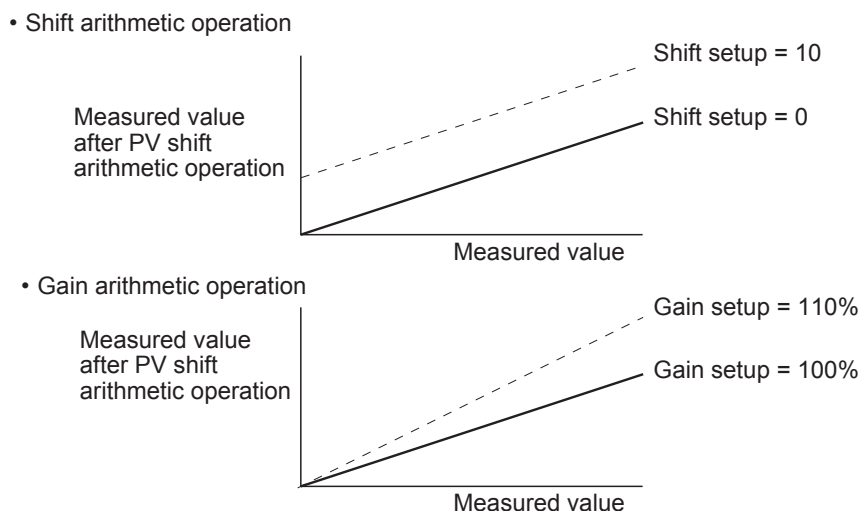 • Shift arithmetic operation
Shift setup = 10
Measured value
after PV shift
arithmetic operation
Shift setup = 0
Measured value
• Gain arithmetic operation
Gain setup = 110%
Measured value
after PV shift
arithmetic operation
Gain setup = 100%
Measured value